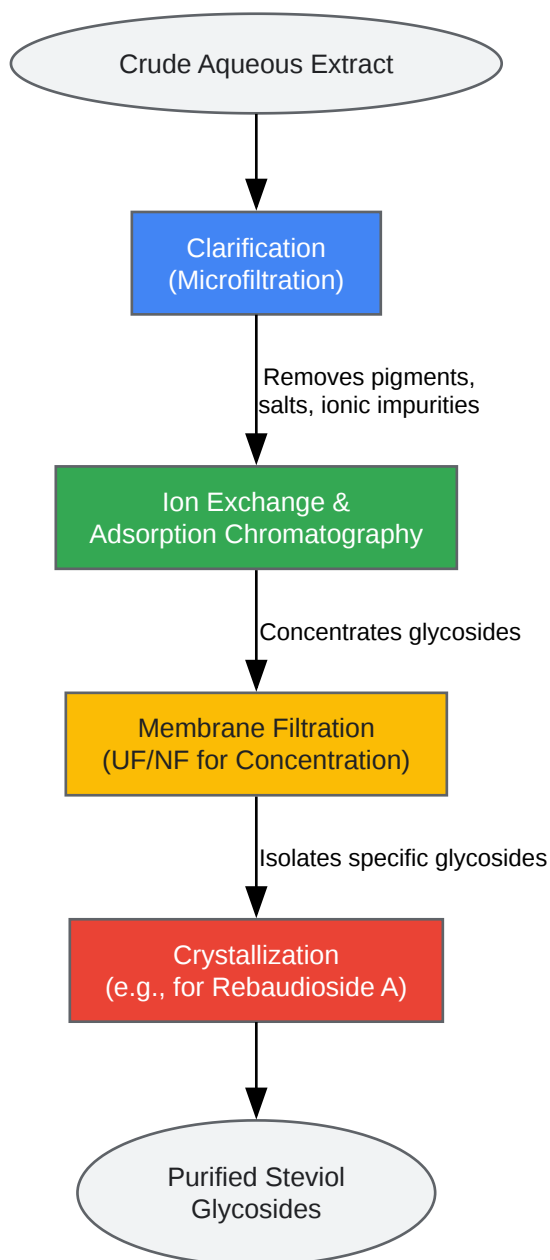 Crude Aqueous Extract
Clarification
(Microfiltration)
Removes pigments,
salts, ionic impurities
Ion Exchange &
Adsorption Chromatography
Concentrates glycosides
Membrane Filtration
(UF/NF for Concentration)
Isolates specific glycosides
Crystallization
(e.g., for Rebaudioside A)
Purified Steviol
Glycosides